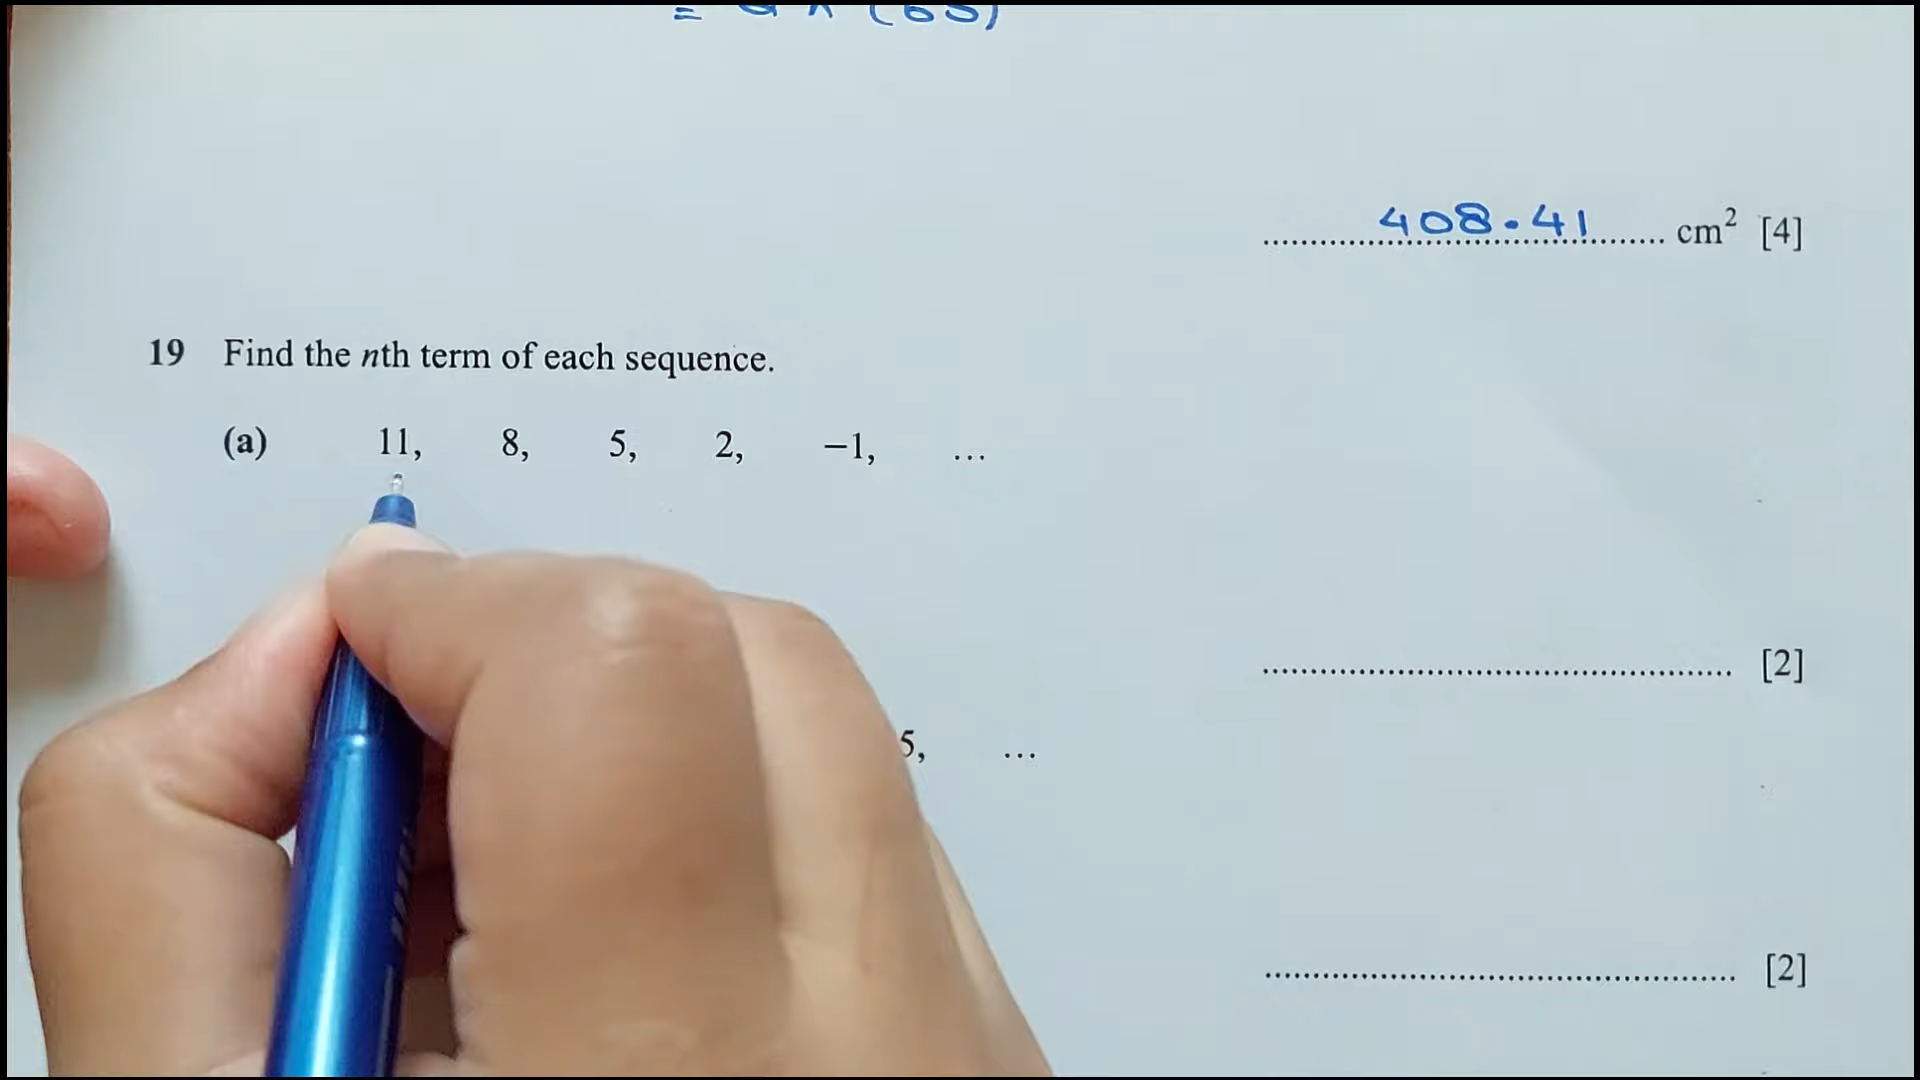 408.41 cm² [4]
19 Find the nth term of each sequence.
(a) 11, 8, 5, 2, −1, ...
[2]
5, ...
[2]